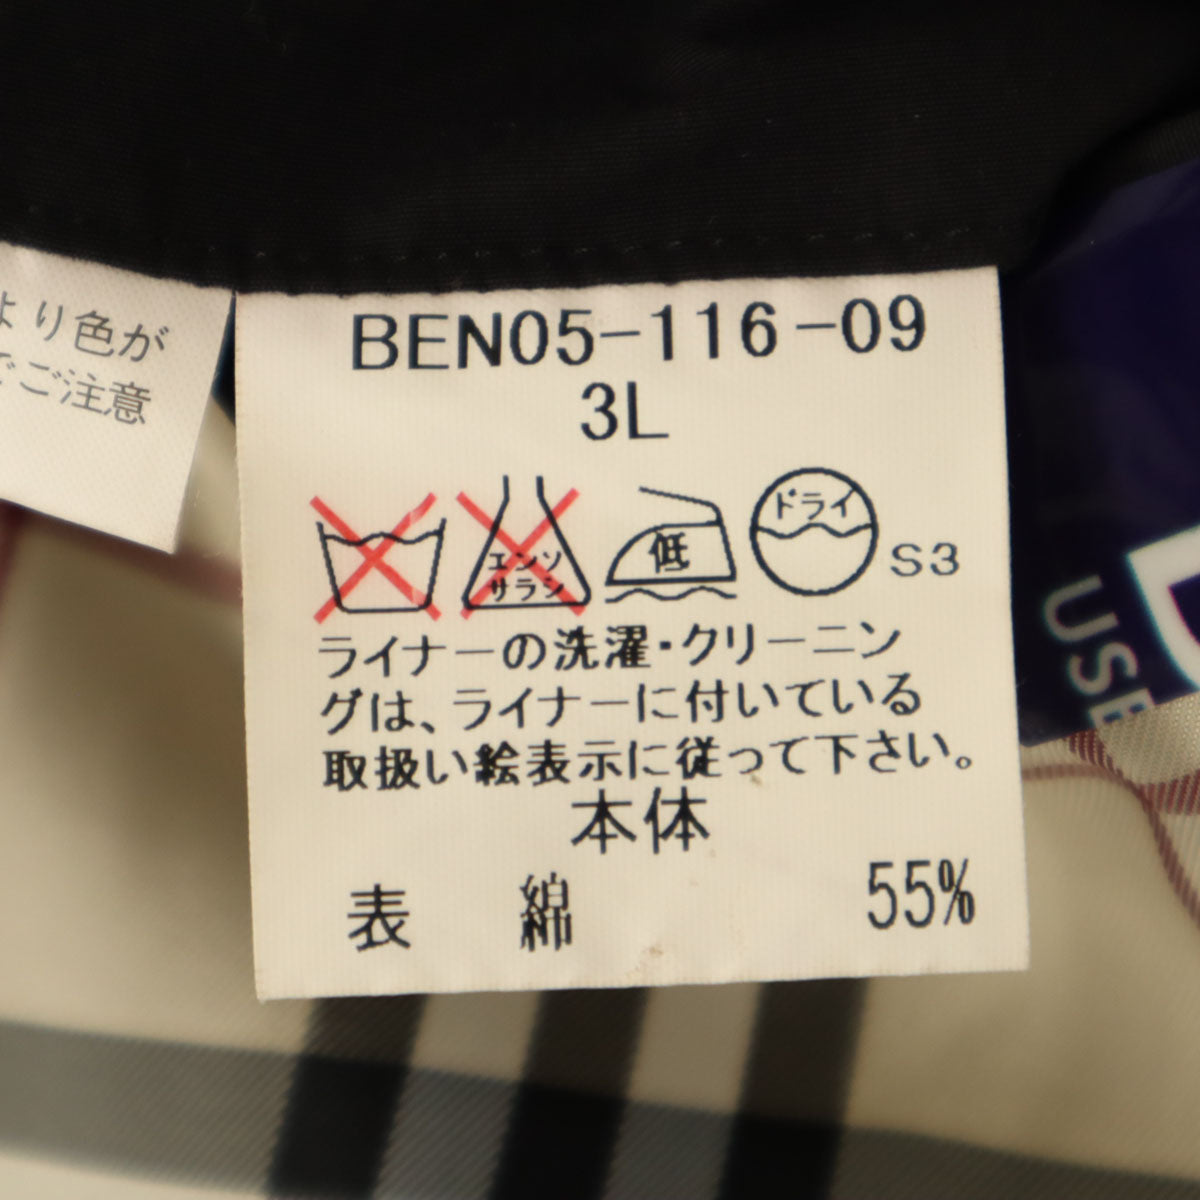 より色が
でご注意
BEN05-116-09
3L
エンソ
サラシ
低
ドライ
S3
ライナーの洗濯・クリーニン
グは、ライナーに付いている
取扱い絵表示に従って下さい。
本体
表 綿 55%
USE